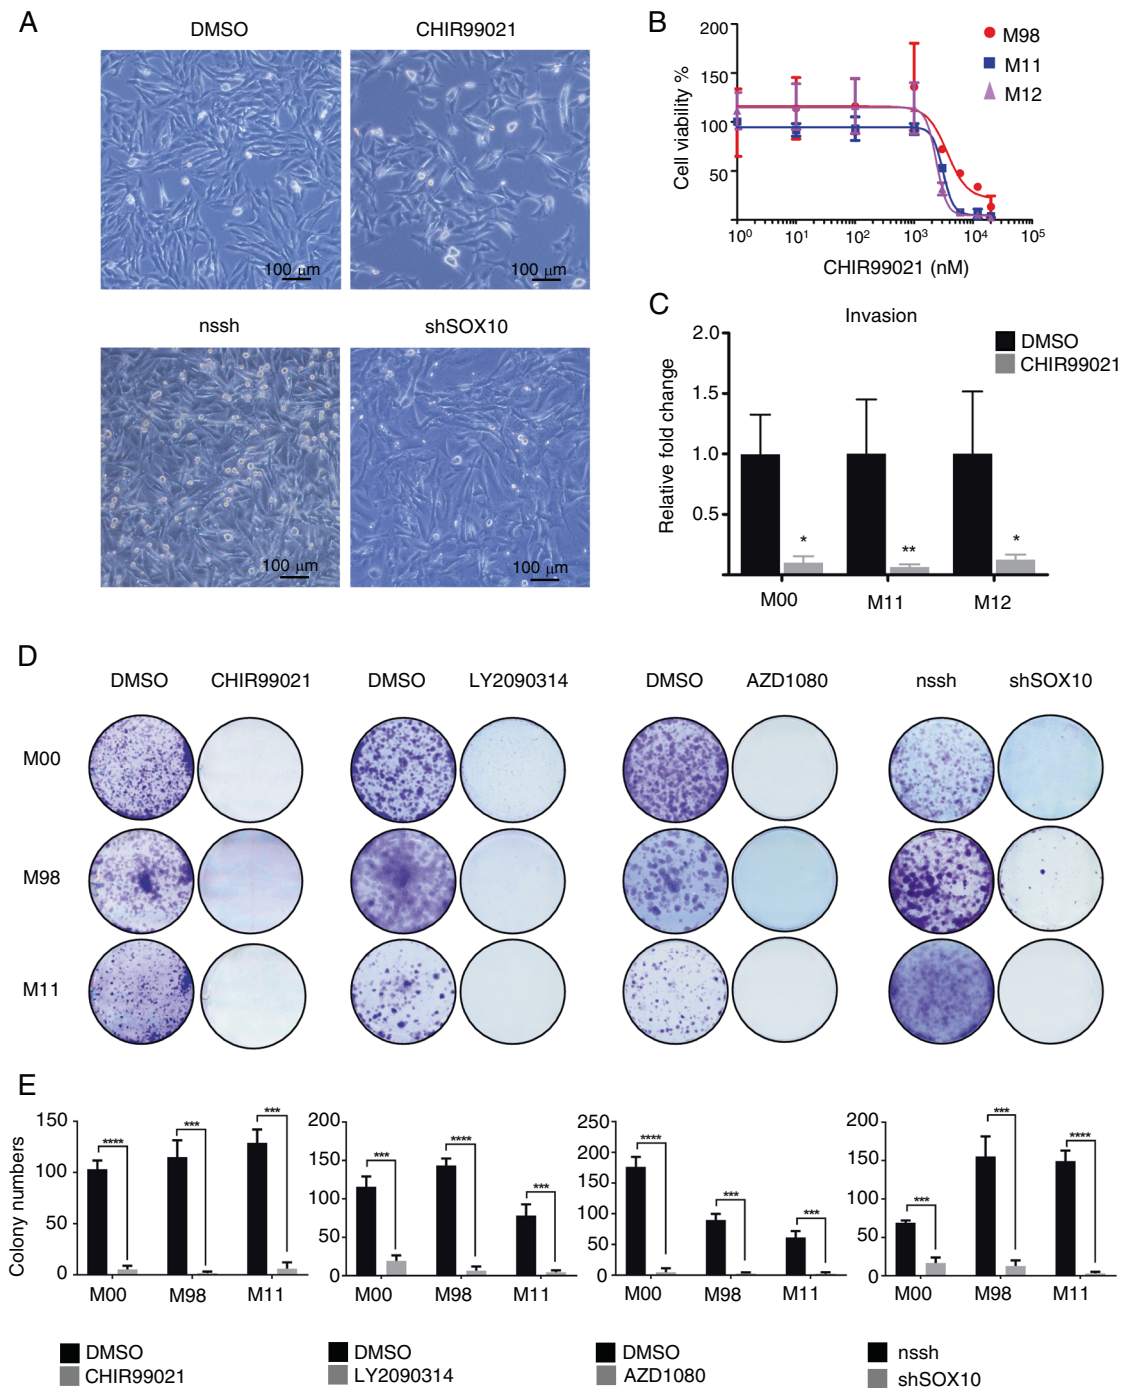 A
DMSO
CHIR99021
100 μm
100 μm
nssh
shSOX10
100 μm
100 μm
B
200
150
100
50
Cell viability %
10⁰ 10¹ 10² 10³ 10⁴ 10⁵
CHIR99021 (nM)
M98
M11
M12
C
Invasion
2.0
1.5
1.0
0.5
Relative fold change
DMSO
CHIR99021
*
**
*
M00 M11 M12
D
DMSO CHIR99021 DMSO LY2090314 DMSO AZD1080 nssh shSOX10
M00
M98
M11
E
Colony numbers
150
100
50
0
**** *** ***
M00 M98 M11
DMSO
CHIR99021
200
150
100
50
0
*** **** ***
M00 M98 M11
DMSO
LY2090314
250
200
150
100
50
0
**** *** ***
M00 M98 M11
DMSO
AZD1080
200
150
100
50
0
*** *** ****
M00 M98 M11
nssh
shSOX10